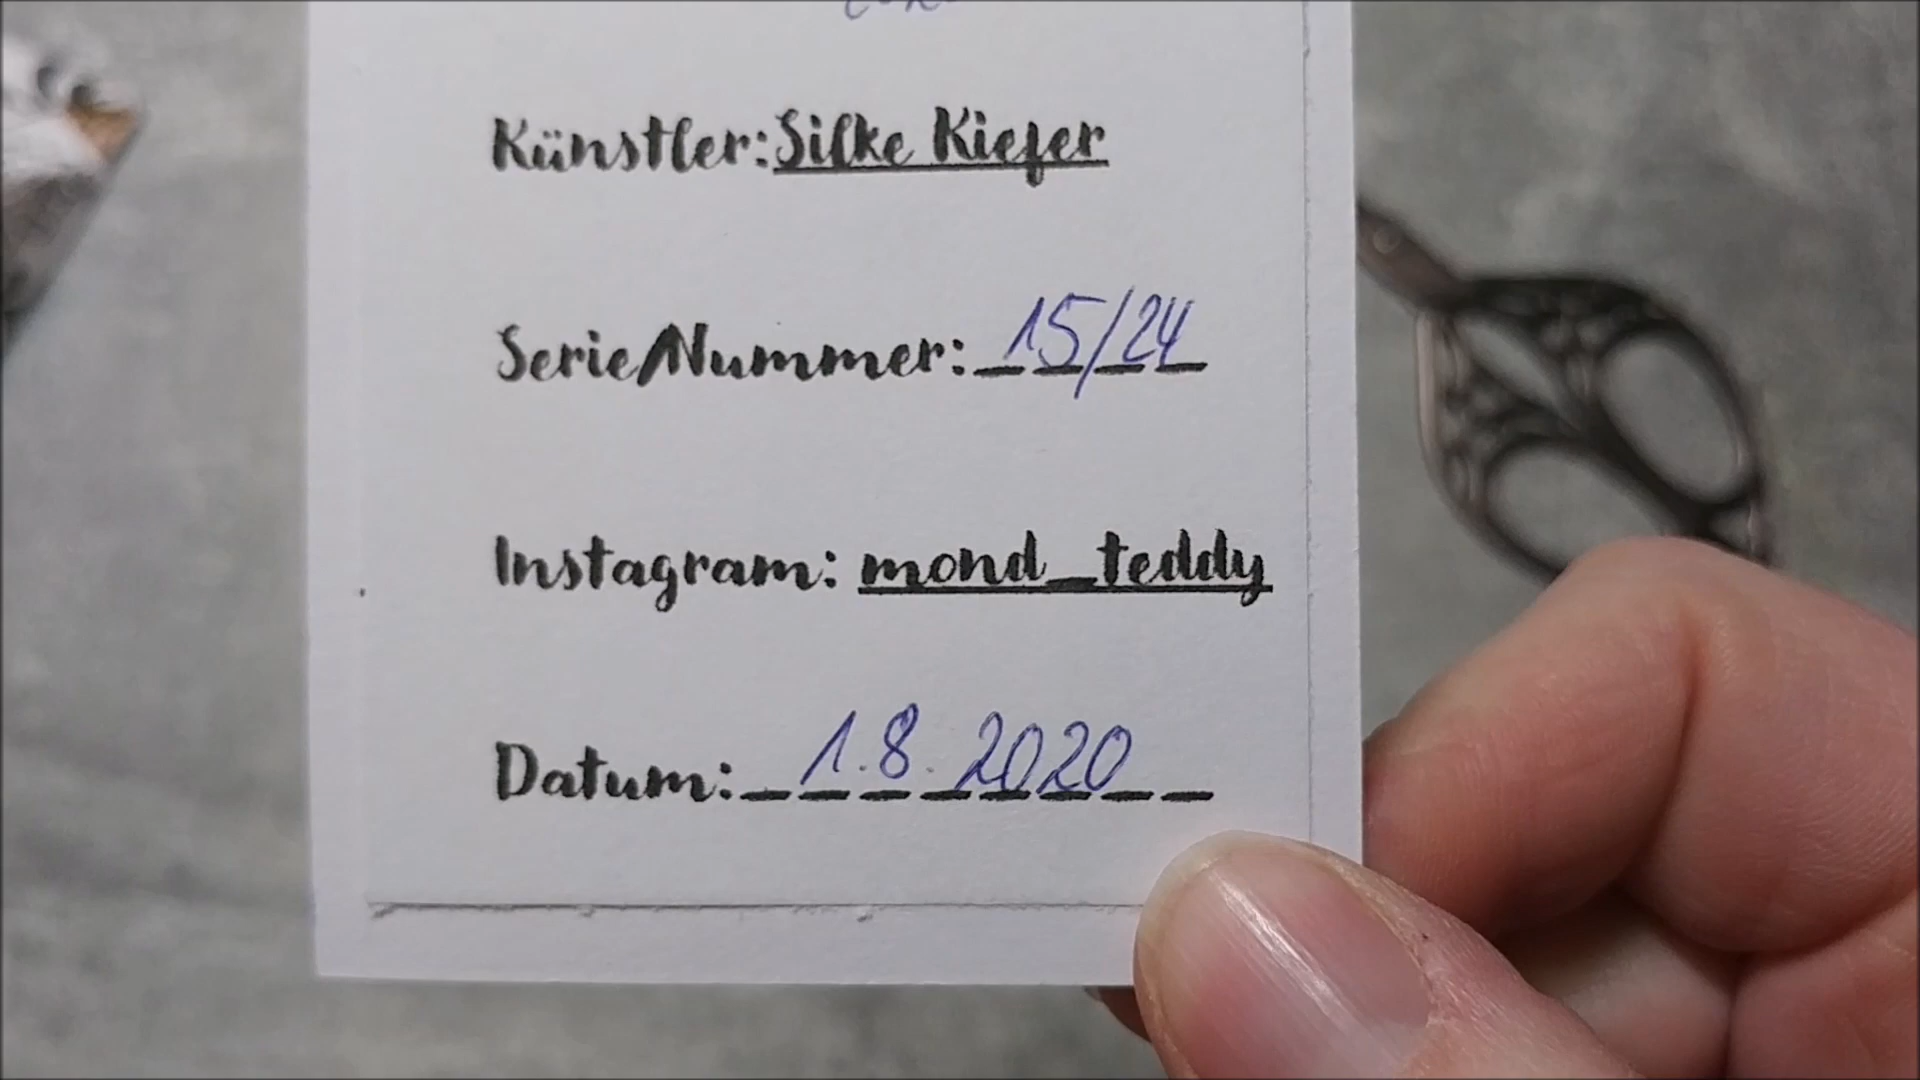 Künstler: Silke Kiefer
Serie/Nummer: 15/24
Instagram: mond_teddy
Datum: 1.8.2020